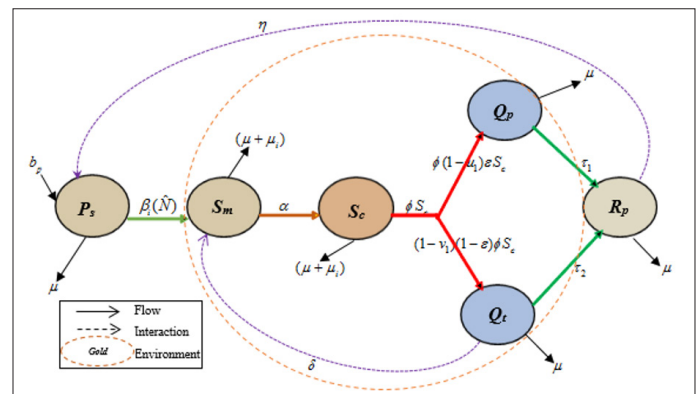 η
b_p
P_s
μ
β_i(N̂)
(μ + μ_i)
S_m
α
S_c
(μ + μ_i)
ϕS_c
ϕ(1 − u_1)εS_c
(1 − v_1)(1 − ε)ϕS_c
Q_p
μ
Q_t
μ
τ_1
τ_2
R_p
μ
δ
Flow
Interaction
Gold Environment